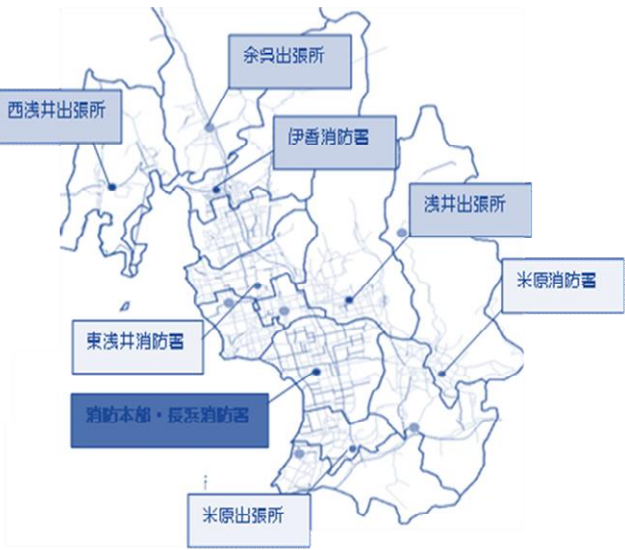 余呉出張所
西浅井出張所
伊香消防署
浅井出張所
米原消防署
東浅井消防署
消防本部・長浜消防署
米原出張所